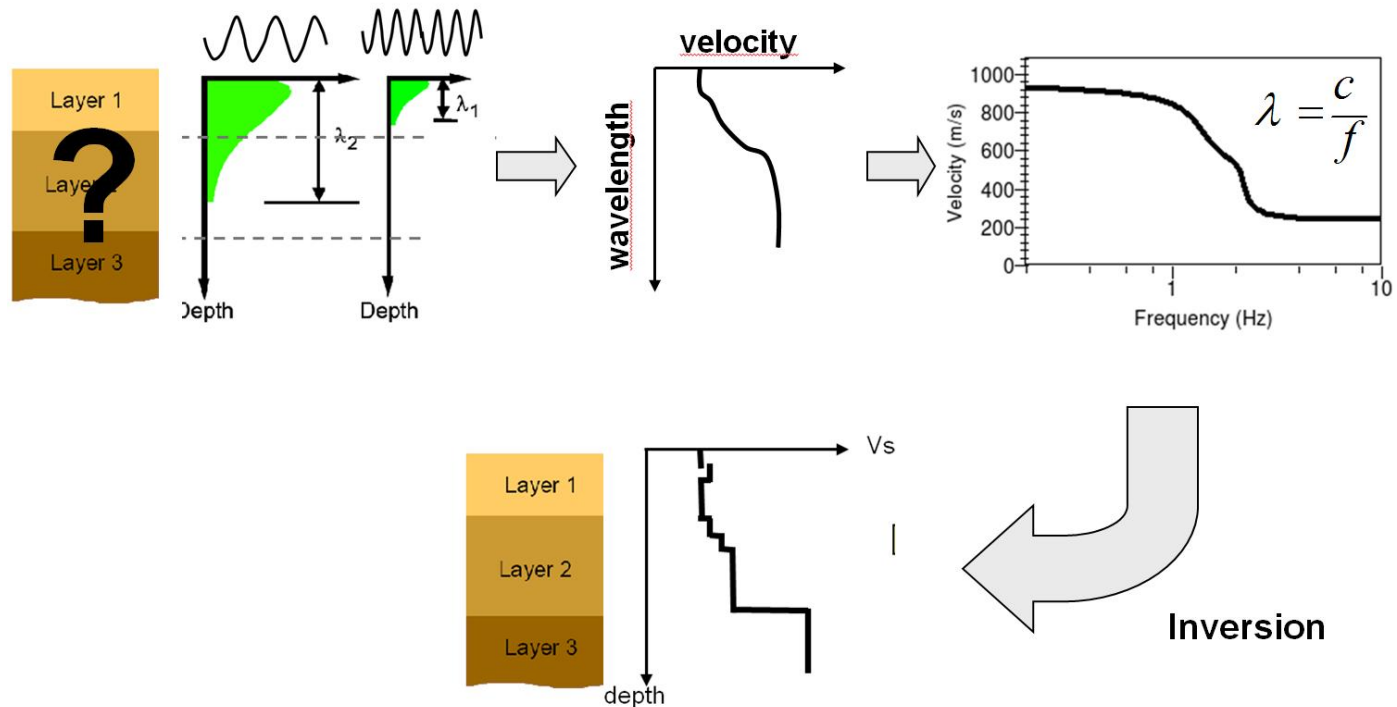 Layer 1
Layer
Layer 3
?
λ2
λ1
Depth
Depth
velocity
wavelength
1000
800
600
400
200
0
Velocity (m/s)
λ = c/f
1
10
Frequency (Hz)
Layer 1
Layer 2
Layer 3
Vs
depth
Inversion